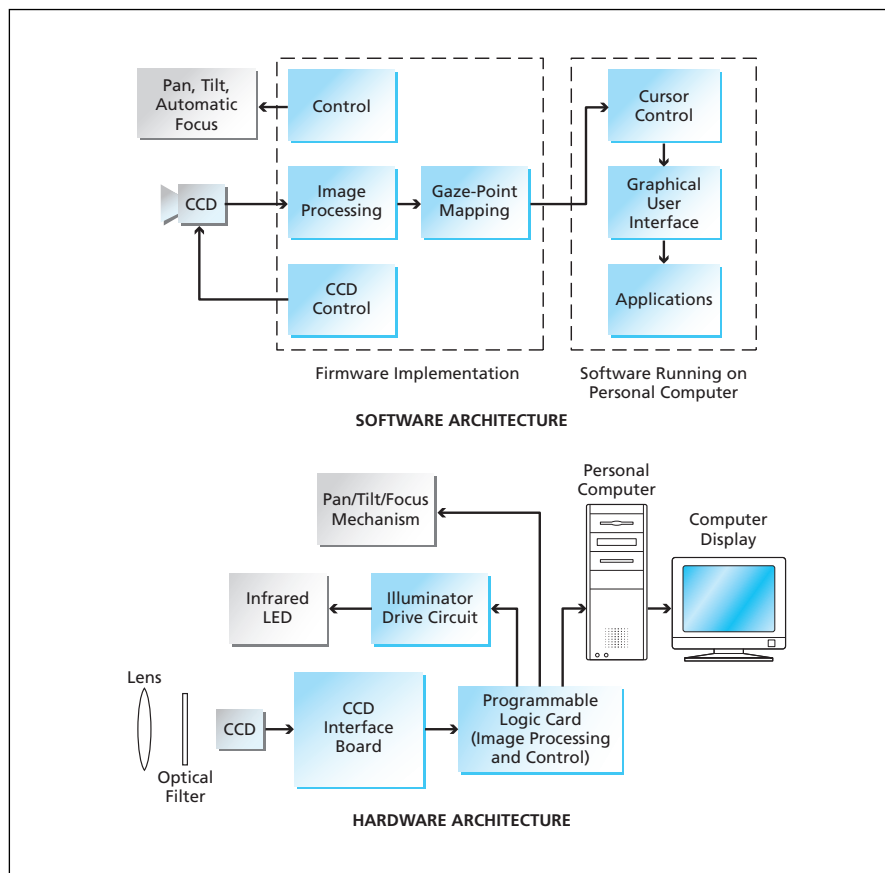 Pan, Tilt,
Automatic
Focus
Control
CCD
Image
Processing
Gaze-Point
Mapping
CCD
Control
Cursor
Control
Graphical
User
Interface
Applications
Firmware Implementation
Software Running on
Personal Computer
SOFTWARE ARCHITECTURE
Pan/Tilt/Focus
Mechanism
Personal
Computer
Computer
Display
Infrared
LED
Illuminator
Drive Circuit
Lens
Optical
Filter
CCD
CCD
Interface
Board
Programmable
Logic Card
(Image Processing
and Control)
HARDWARE ARCHITECTURE